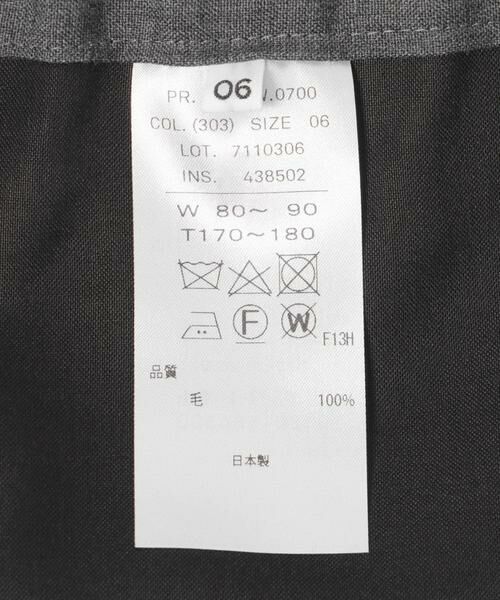 PR. 06 .0700
COL. (303) SIZE 06
LOT. 7110306
INS. 438502
W 80～ 90
T170～180
F W F13H
品質
毛 100%
日本製